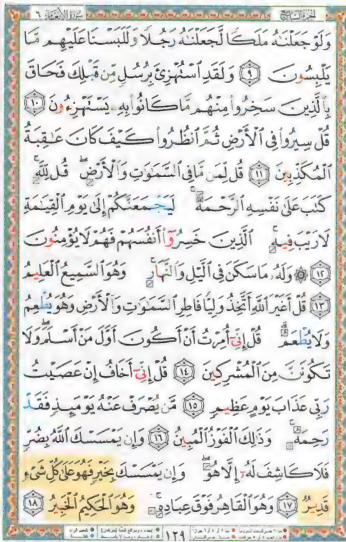 الجزء السابع سورة الأنعام ٦
وَلَوْ جَعَلْنَٰهُ مَلَكًا لَّجَعَلْنَٰهُ رَجُلًا وَلَلَبَسْنَا عَلَيْهِم مَّا
يَلْبِسُونَ ٩ وَلَقَدِ ٱسْتُهْزِئَ بِرُسُلٍ مِّن قَبْلِكَ فَحَاقَ
بِٱلَّذِينَ سَخِرُوا۟ مِنْهُم مَّا كَانُوا۟ بِهِۦ يَسْتَهْزِءُونَ ١٠
قُلْ سِيرُوا۟ فِى ٱلْأَرْضِ ثُمَّ ٱنظُرُوا۟ كَيْفَ كَانَ عَٰقِبَةُ
ٱلْمُكَذِّبِينَ ١١ قُل لِّمَن مَّا فِى ٱلسَّمَٰوَٰتِ وَٱلْأَرْضِ قُل لِّلَّهِ
كَتَبَ عَلَىٰ نَفْسِهِ ٱلرَّحْمَةَ لَيَجْمَعَنَّكُمْ إِلَىٰ يَوْمِ ٱلْقِيَٰمَةِ
لَا رَيْبَ فِيهِ ٱلَّذِينَ خَسِرُوٓا۟ أَنفُسَهُمْ فَهُمْ لَا يُؤْمِنُونَ
١٢ ۞ وَلَهُۥ مَا سَكَنَ فِى ٱلَّيْلِ وَٱلنَّهَارِ وَهُوَ ٱلسَّمِيعُ ٱلْعَلِيمُ
١٣ قُلْ أَغَيْرَ ٱللَّهِ أَتَّخِذُ وَلِيًّا فَاطِرِ ٱلسَّمَٰوَٰتِ وَٱلْأَرْضِ وَهُوَ يُطْعِمُ
وَلَا يُطْعَمُ قُلْ إِنِّىٓ أُمِرْتُ أَنْ أَكُونَ أَوَّلَ مَنْ أَسْلَمَ وَلَا
تَكُونَنَّ مِنَ ٱلْمُشْرِكِينَ ١٤ قُلْ إِنِّىٓ أَخَافُ إِنْ عَصَيْتُ
رَبِّى عَذَابَ يَوْمٍ عَظِيمٍ ١٥ مَّن يُصْرَفْ عَنْهُ يَوْمَئِذٍ فَقَدْ
رَحِمَهُۥ وَذَٰلِكَ ٱلْفَوْزُ ٱلْمُبِينُ ١٦ وَإِن يَمْسَسْكَ ٱللَّهُ بِضُرٍّ
فَلَا كَاشِفَ لَهُۥٓ إِلَّا هُوَ وَإِن يَمْسَسْكَ بِخَيْرٍ فَهُوَ عَلَىٰ كُلِّ شَىْءٍ
قَدِيرٌ ١٧ وَهُوَ ٱلْقَاهِرُ فَوْقَ عِبَادِهِۦ وَهُوَ ٱلْحَكِيمُ ٱلْخَبِيرُ ١٨
١٢٩